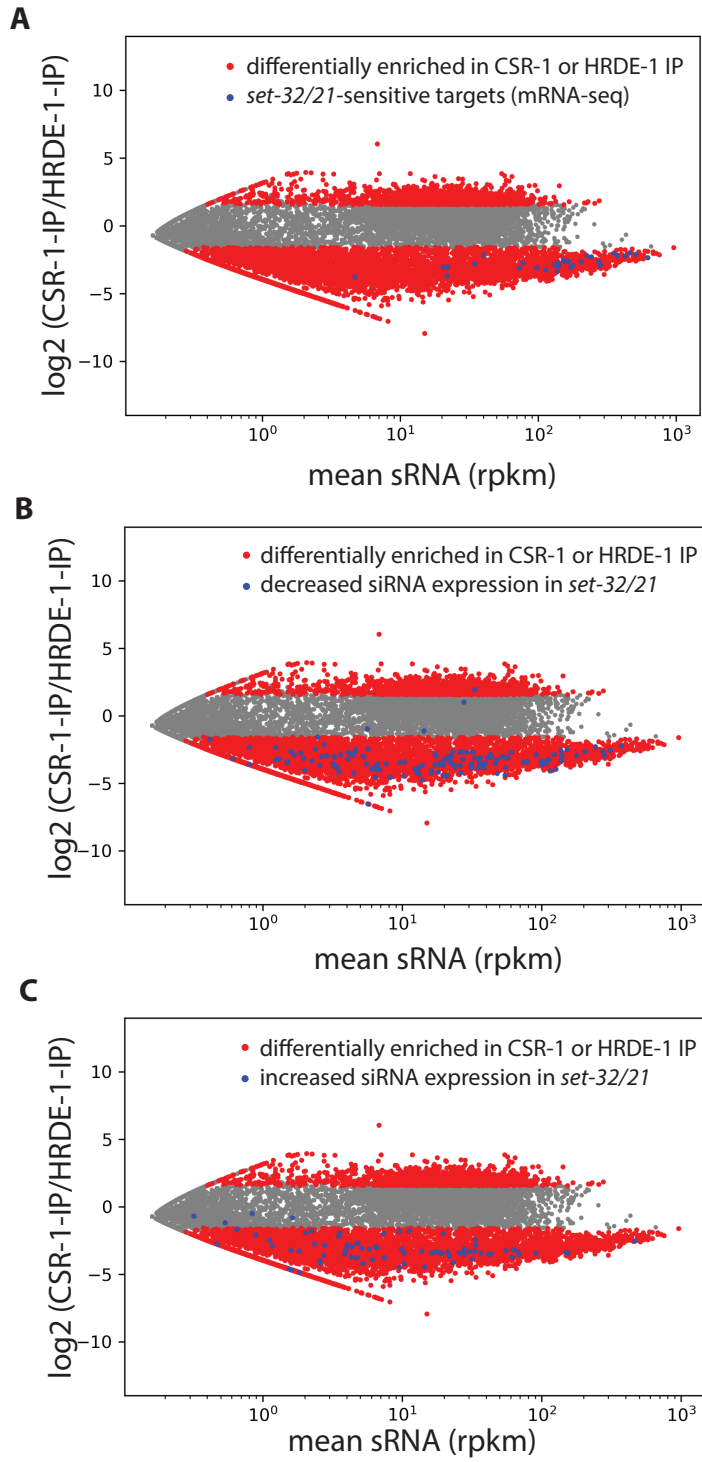 A
differentially enriched in CSR-1 or HRDE-1 IP
set-32/21-sensitive targets (mRNA-seq)
log2 (CSR-1-IP/HRDE-1-IP)
10
5
0
−5
−10
10⁰
10¹
10²
10³
mean sRNA (rpkm)
B
differentially enriched in CSR-1 or HRDE-1 IP
decreased siRNA expression in set-32/21
log2 (CSR-1-IP/HRDE-1-IP)
10
5
0
−5
−10
10⁰
10¹
10²
10³
mean sRNA (rpkm)
C
differentially enriched in CSR-1 or HRDE-1 IP
increased siRNA expression in set-32/21
log2 (CSR-1-IP/HRDE-1-IP)
10
5
0
−5
−10
10⁰
10¹
10²
10³
mean sRNA (rpkm)